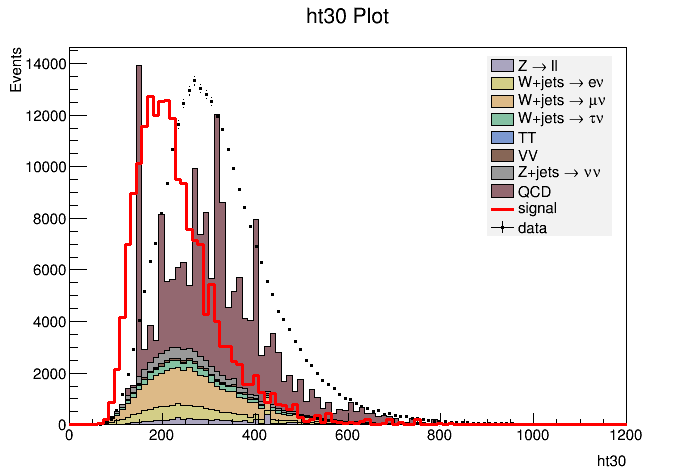 ht30 Plot
Events
14000
12000
10000
8000
6000
4000
2000
0
0 200 400 600 800 1000 1200
ht30
Z → ll
W+jets → eν
W+jets → μν
W+jets → τν
TT
VV
Z+jets → νν
QCD
signal
data